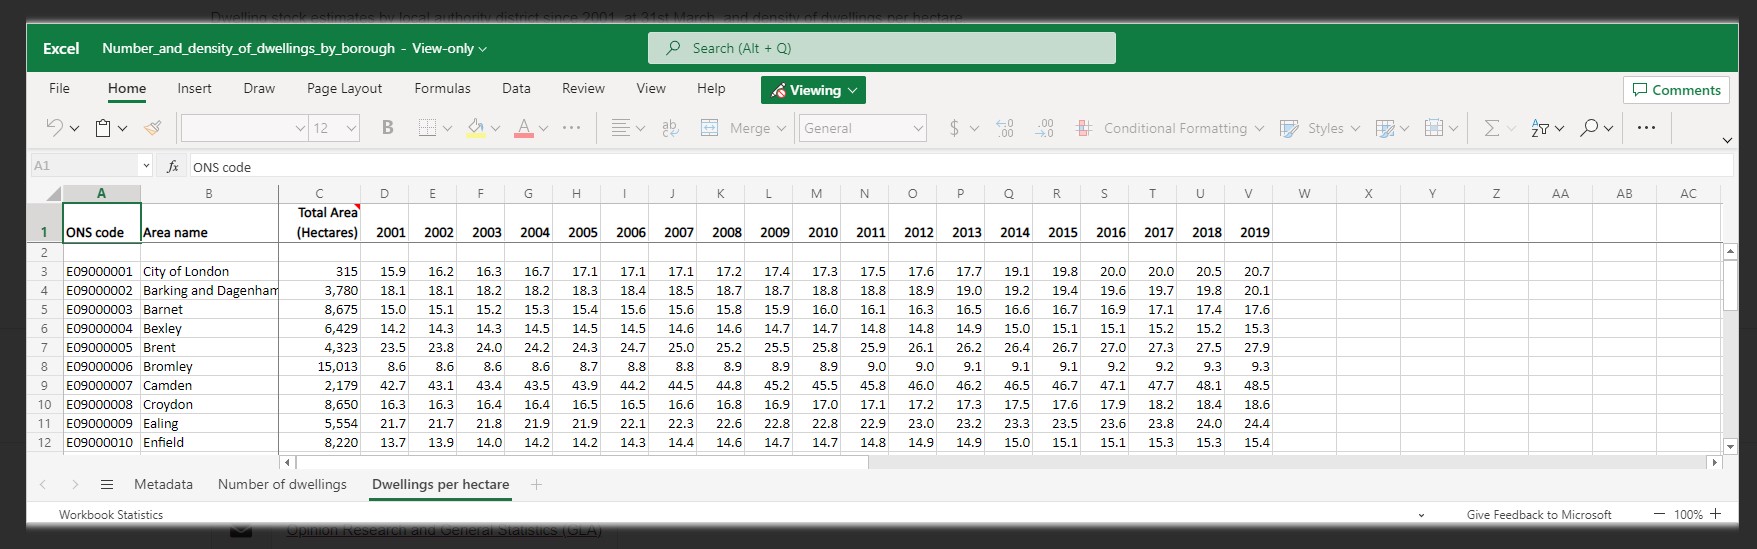 Dwelling stock estimates by local authority district since 2001, at 31st March, and density of dwellings per hectare
Excel Number_and_density_of_dwellings_by_borough - View-only Search (Alt + Q)
File Home Insert Draw Page Layout Formulas Data Review View Help Viewing Comments
12 B A ab Merge General $ .00 .00 Conditional Formatting Styles ...
A1 fx ONS code
A B C D E F G H I J K L M N O P Q R S T U V W X Y Z AA AB AC
1 ONS code Area name Total Area (Hectares) 2001 2002 2003 2004 2005 2006 2007 2008 2009 2010 2011 2012 2013 2014 2015 2016 2017 2018 2019
2
3 E09000001 City of London 315 15.9 16.2 16.3 16.7 17.1 17.1 17.1 17.2 17.4 17.3 17.5 17.6 17.7 19.1 19.8 20.0 20.0 20.5 20.7
4 E09000002 Barking and Dagenham 3,780 18.1 18.1 18.2 18.2 18.3 18.4 18.5 18.7 18.7 18.8 18.8 18.9 19.0 19.2 19.4 19.6 19.7 19.8 20.1
5 E09000003 Barnet 8,675 15.0 15.1 15.2 15.3 15.4 15.6 15.6 15.8 15.9 16.0 16.1 16.3 16.5 16.6 16.7 16.9 17.1 17.4 17.6
6 E09000004 Bexley 6,429 14.2 14.3 14.3 14.5 14.5 14.5 14.6 14.6 14.7 14.7 14.8 14.8 14.9 15.0 15.1 15.1 15.2 15.2 15.3
7 E09000005 Brent 4,323 23.5 23.8 24.0 24.2 24.3 24.7 25.0 25.2 25.5 25.8 25.9 26.1 26.2 26.4 26.7 27.0 27.3 27.5 27.9
8 E09000006 Bromley 15,013 8.6 8.6 8.6 8.6 8.7 8.8 8.8 8.9 8.9 8.9 9.0 9.0 9.1 9.1 9.1 9.2 9.2 9.3 9.3
9 E09000007 Camden 2,179 42.7 43.1 43.4 43.5 43.9 44.2 44.5 44.8 45.2 45.5 45.8 46.0 46.2 46.5 46.7 47.1 47.7 48.1 48.5
10 E09000008 Croydon 8,650 16.3 16.3 16.4 16.4 16.5 16.5 16.6 16.8 16.9 17.0 17.1 17.2 17.3 17.5 17.6 17.9 18.2 18.4 18.6
11 E09000009 Ealing 5,554 21.7 21.7 21.8 21.9 21.9 22.1 22.3 22.6 22.8 22.8 22.9 23.0 23.2 23.3 23.5 23.6 23.8 24.0 24.4
12 E09000010 Enfield 8,220 13.7 13.9 14.0 14.2 14.2 14.3 14.4 14.6 14.7 14.7 14.8 14.9 14.9 15.0 15.1 15.1 15.3 15.3 15.4
Metadata Number of dwellings Dwellings per hectare
Workbook Statistics Give Feedback to Microsoft 100%
Opinion Research and General Statistics (GLA)